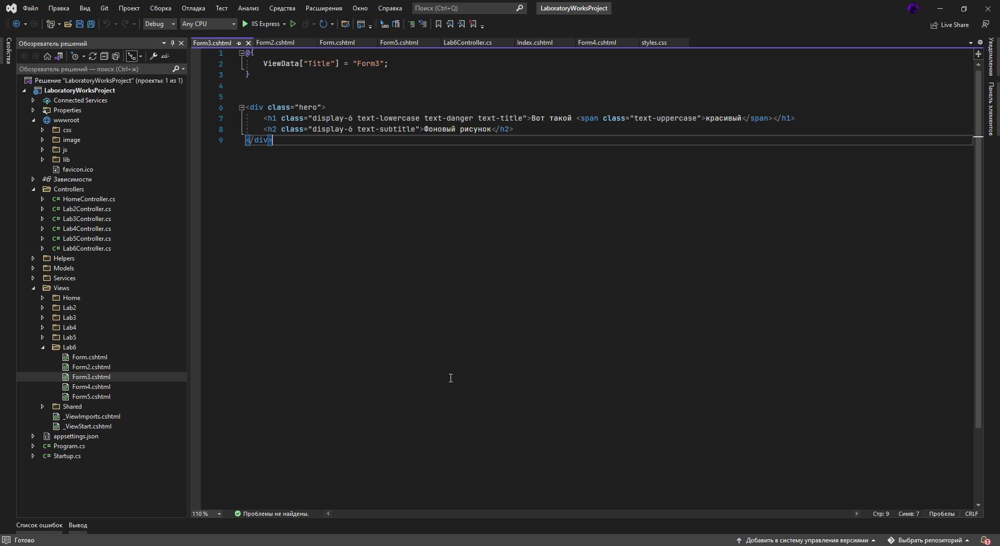 Файл Правка Вид Git Проект Сборка Отладка Тест Анализ Средства Расширения Окно Справка Поиск (Ctrl+Q) LaboratoryWorksProject
Debug Any CPU IIS Express Live Share
Свойства
Обозреватель решений
Обозреватель решений — поиск (Ctrl+ж)
Решение "LaboratoryWorksProject" (проекты: 1 из 1)
LaboratoryWorksProject
Connected Services
Properties
wwwroot
css
image
js
lib
favicon.ico
Зависимости
Controllers
C# HomeController.cs
C# Lab2Controller.cs
C# Lab3Controller.cs
C# Lab4Controller.cs
C# Lab5Controller.cs
C# Lab6Controller.cs
Helpers
Models
Services
Views
Home
Lab2
Lab3
Lab4
Lab5
Lab6
Form.cshtml
Form2.cshtml
Form3.cshtml
Form4.cshtml
Form5.cshtml
Shared
_ViewImports.cshtml
_ViewStart.cshtml
appsettings.json
C# Program.cs
C# Startup.cs
Form3.cshtml Form2.cshtml Form.cshtml Form5.cshtml Lab6Controller.cs Index.cshtml Form4.cshtml styles.css
1 @{
2 ViewData["Title"] = "Form3";
3 }
4
5
6 <div class="hero">
7 <h1 class="display-6 text-lowercase text-danger text-title">Вот такой <span class="text-uppercase">красивый</span></h1>
8 <h2 class="display-6 text-subtitle">Фоновый рисунок</h2>
9 </div>
Уведомления
Панель элементов
110 % Проблемы не найдены. Стр: 9 Симв: 7 Пробелы CRLF
Список ошибок Вывод
Готово Добавить в систему управления версиями Выбрать репозиторий 1